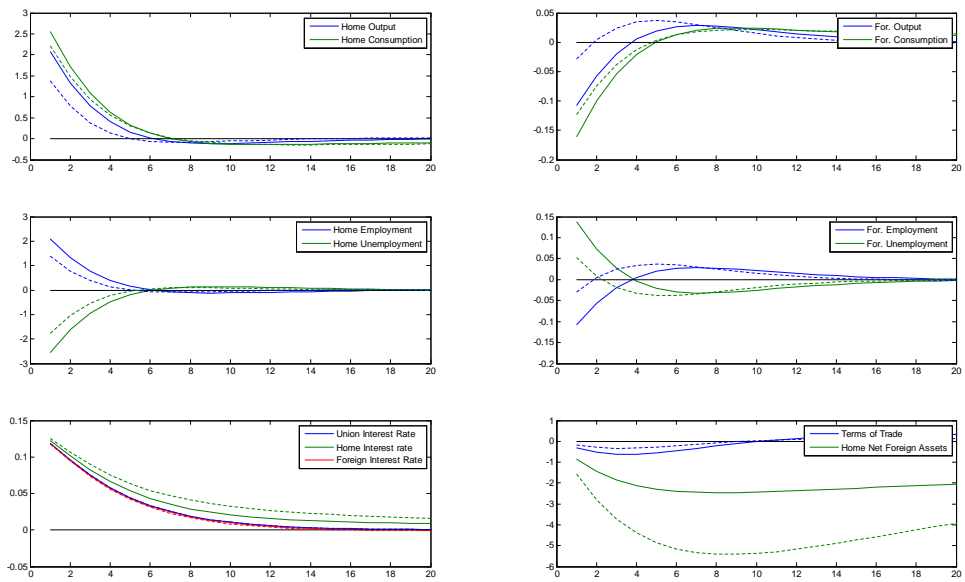 3
2.5
2
1.5
1
0.5
0
-0.5
0 2 4 6 8 10 12 14 16 18 20
Home Output
Home Consumption
0.05
0
-0.05
-0.1
-0.15
-0.2
0 2 4 6 8 10 12 14 16 18 20
For. Output
For. Consumption
3
2
1
0
-1
-2
-3
0 2 4 6 8 10 12 14 16 18 20
Home Employment
Home Unemployment
0.15
0.1
0.05
0
-0.05
-0.1
-0.15
-0.2
0 2 4 6 8 10 12 14 16 18 20
For. Employment
For. Unemployment
0.15
0.1
0.05
0
-0.05
0 2 4 6 8 10 12 14 16 18 20
Union Interest Rate
Home Interest rate
Foreign Interest Rate
1
0
-1
-2
-3
-4
-5
-6
0 2 4 6 8 10 12 14 16 18 20
Terms of Trade
Home Net Foreign Assets